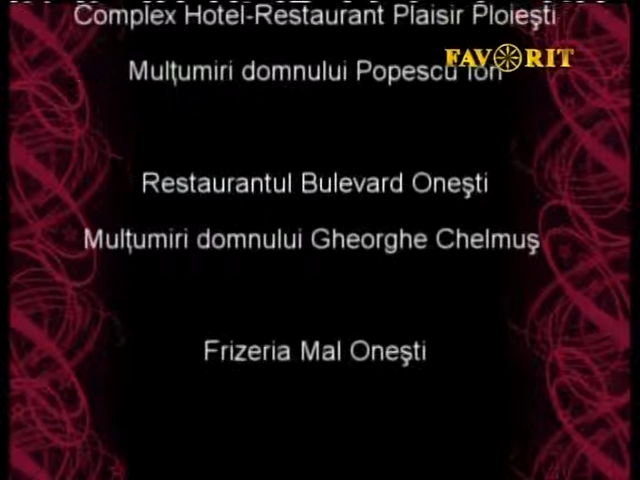 Complex Hotel-Restaurant Plaisir Ploieşti
FAVORIT
Mulţumiri domnului Popescu Ion
Restaurantul Bulevard Oneşti
Mulţumiri domnului Gheorghe Chelmuş
Frizeria Mal Oneşti